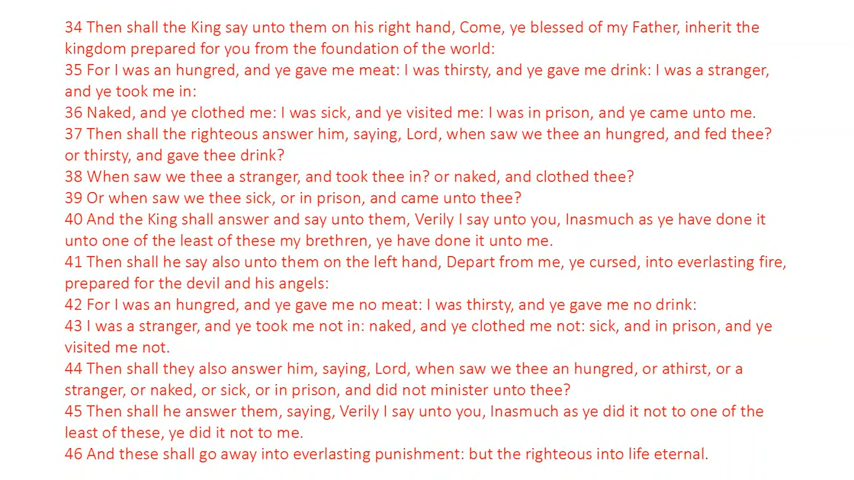 34 Then shall the King say unto them on his right hand, Come, ye blessed of my Father, inherit the
kingdom prepared for you from the foundation of the world:
35 For I was an hungred, and ye gave me meat: I was thirsty, and ye gave me drink: I was a stranger,
and ye took me in:
36 Naked, and ye clothed me: I was sick, and ye visited me: I was in prison, and ye came unto me.
37 Then shall the righteous answer him, saying, Lord, when saw we thee an hungred, and fed thee?
or thirsty, and gave thee drink?
38 When saw we thee a stranger, and took thee in? or naked, and clothed thee?
39 Or when saw we thee sick, or in prison, and came unto thee?
40 And the King shall answer and say unto them, Verily I say unto you, Inasmuch as ye have done it
unto one of the least of these my brethren, ye have done it unto me.
41 Then shall he say also unto them on the left hand, Depart from me, ye cursed, into everlasting fire,
prepared for the devil and his angels:
42 For I was an hungred, and ye gave me no meat: I was thirsty, and ye gave me no drink:
43 I was a stranger, and ye took me not in: naked, and ye clothed me not: sick, and in prison, and ye
visited me not.
44 Then shall they also answer him, saying, Lord, when saw we thee an hungred, or athirst, or a
stranger, or naked, or sick, or in prison, and did not minister unto thee?
45 Then shall he answer them, saying, Verily I say unto you, Inasmuch as ye did it not to one of the
least of these, ye did it not to me.
46 And these shall go away into everlasting punishment: but the righteous into life eternal.